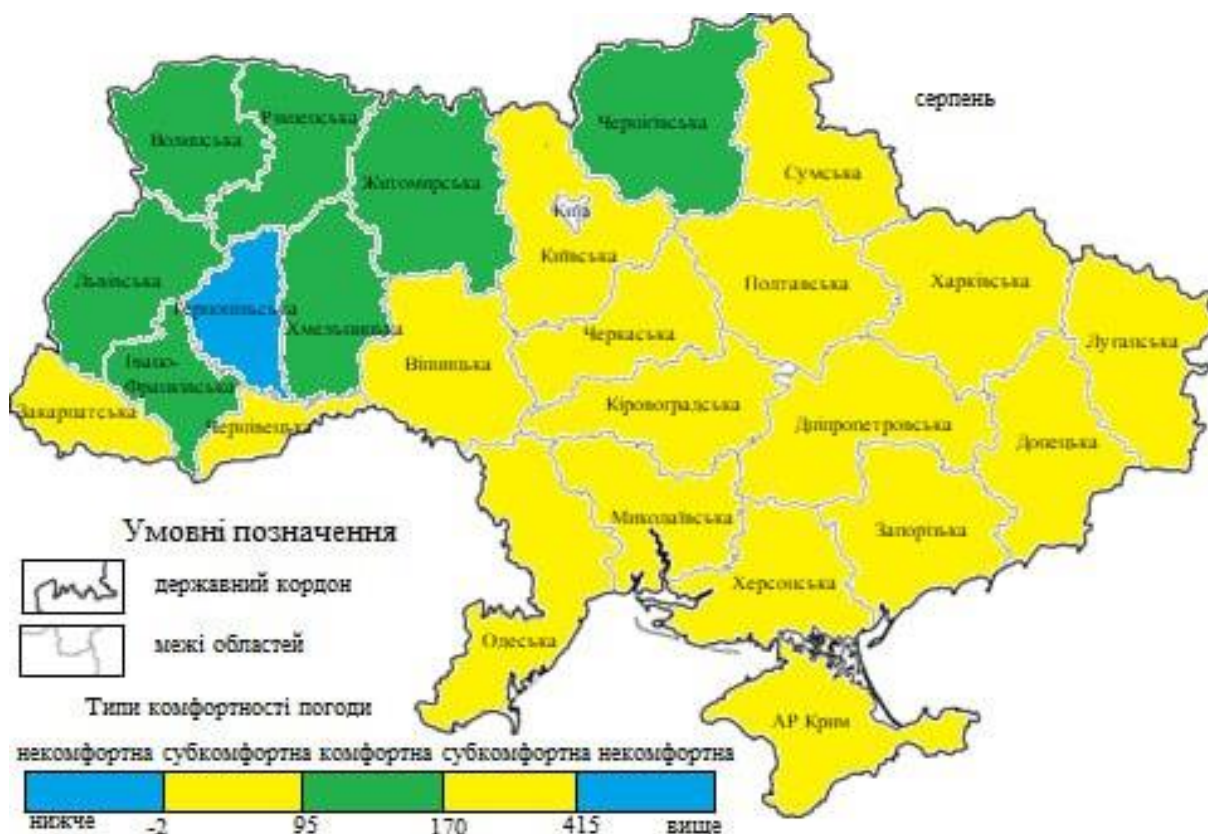 серпень
Волинська
Рівненська
Житомирська
Чернігівська
Сумська
Київ
Київська
Львівська
Тернопільська
Хмельницька
Полтавська
Харківська
Луганська
Черкаська
Вінницька
Івано-
Франківська
Закарпатська
Чернівецька
Кіровоградська
Дніпропетровська
Донецька
Миколаївська
Запорізька
Херсонська
Одеська
АР Крим
Умовні позначення
державний кордон
межі областей
Типи комфортності погоди
некомфортна субкомфортна комфортна субкомфортна некомфортна
нижче -2 95 170 415 вище